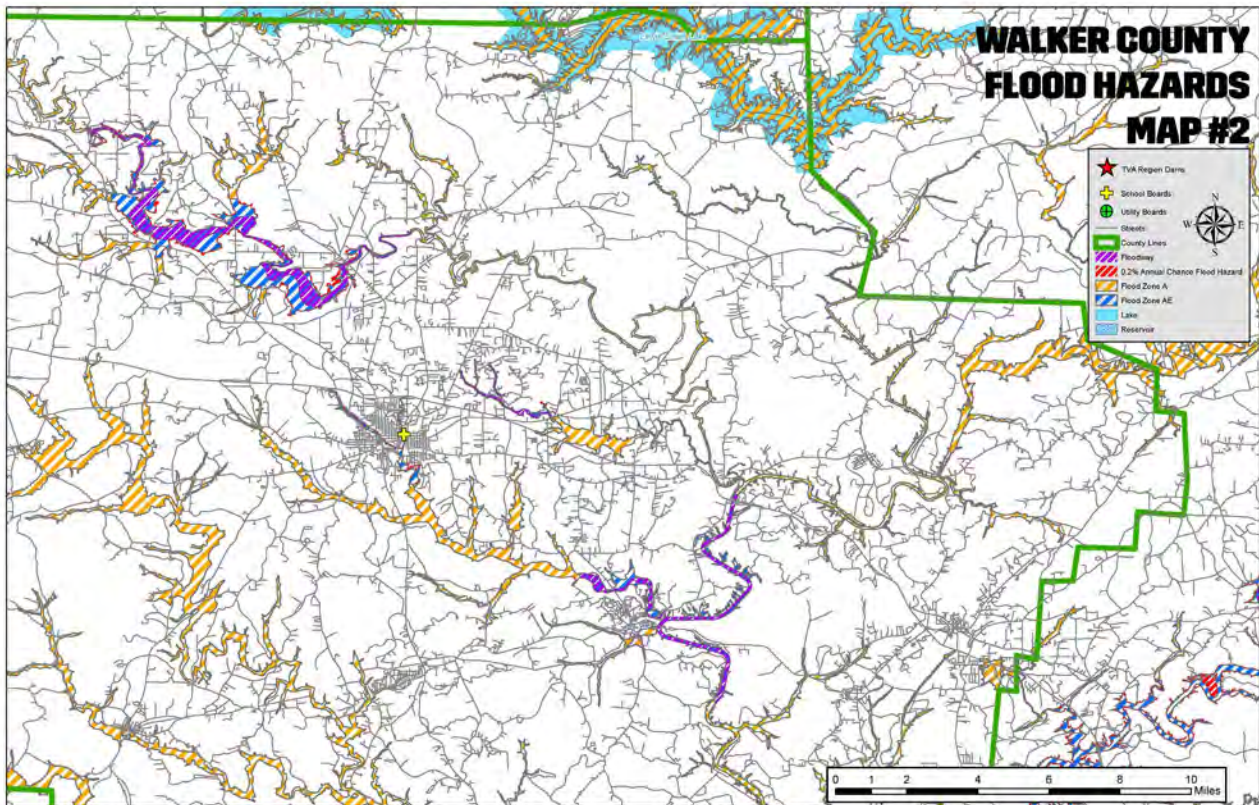 WALKER COUNTY
FLOOD HAZARDS
MAP #2
TVA Region Dams
School Boards
Utility Boards
Streets
County Lines
Floodway
0.2% Annual Chance Flood Hazard
Flood Zone A
Flood Zone AE
Lake
Reservoir
N
W E
S
0 1 2 4 6 8 10
Miles